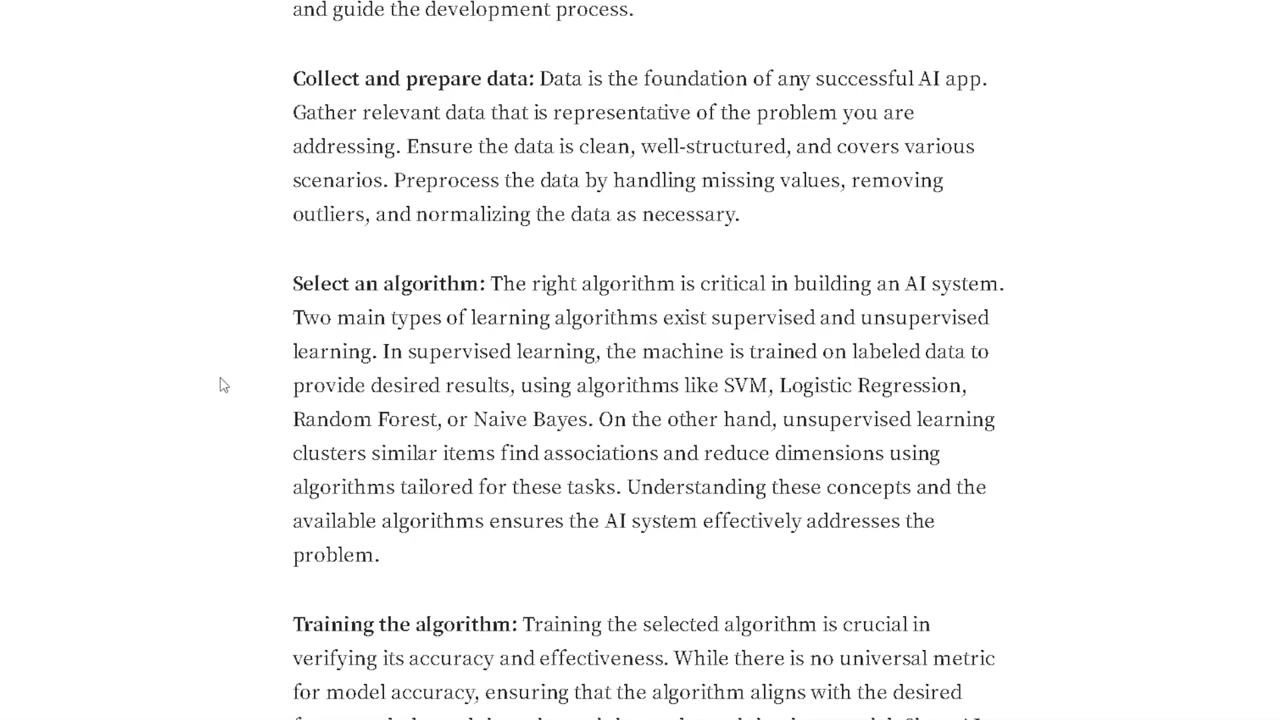 and guide the development process.
Collect and prepare data: Data is the foundation of any successful AI app.
Gather relevant data that is representative of the problem you are
addressing. Ensure the data is clean, well-structured, and covers various
scenarios. Preprocess the data by handling missing values, removing
outliers, and normalizing the data as necessary.
Select an algorithm: The right algorithm is critical in building an AI system.
Two main types of learning algorithms exist supervised and unsupervised
learning. In supervised learning, the machine is trained on labeled data to
provide desired results, using algorithms like SVM, Logistic Regression,
Random Forest, or Naive Bayes. On the other hand, unsupervised learning
clusters similar items find associations and reduce dimensions using
algorithms tailored for these tasks. Understanding these concepts and the
available algorithms ensures the AI system effectively addresses the
problem.
Training the algorithm: Training the selected algorithm is crucial in
verifying its accuracy and effectiveness. While there is no universal metric
for model accuracy, ensuring that the algorithm aligns with the desired